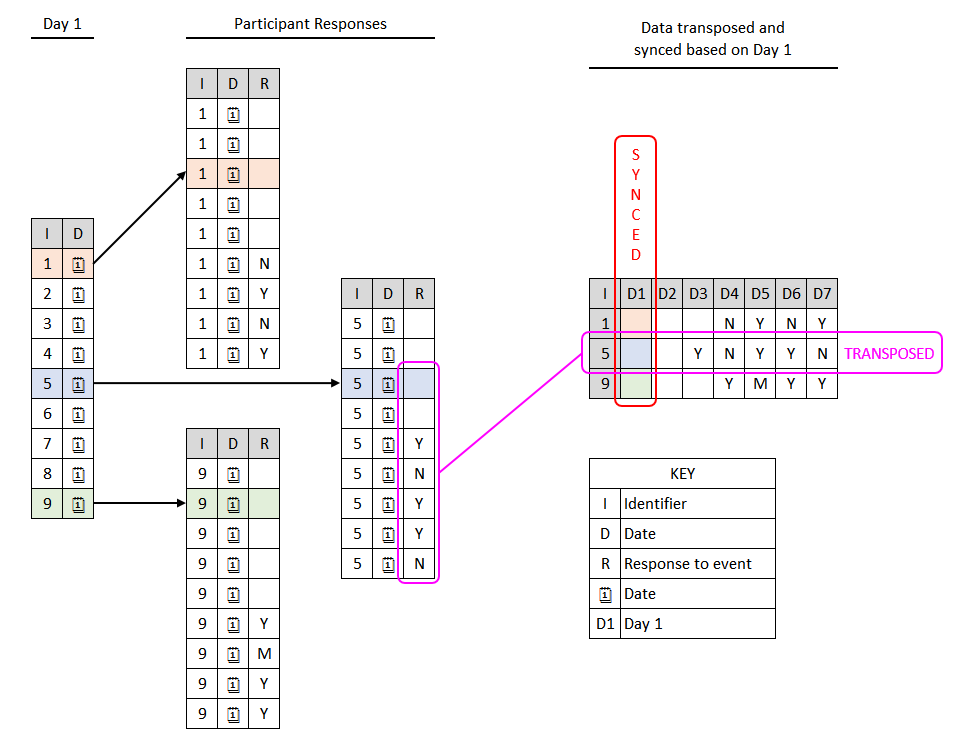 Day 1
Participant Responses
Data transposed and
synced based on Day 1
I D
1 1
2 1
3 1
4 1
5 1
6 1
7 1
8 1
9 1
I D R
1 1
1 1
1 1
1 1
1 1
1 1 N
1 1 Y
1 1 N
1 1 Y
I D R
9 1
9 1
9 1
9 1
9 1
9 1 Y
9 1 M
9 1 Y
9 1 Y
I D R
5 1
5 1
5 1
5 1
5 1 Y
5 1 N
5 1 Y
5 1 Y
5 1 N
S
Y
N
C
E
D
I D1 D2 D3 D4 D5 D6 D7
1 N Y N Y
5 Y N Y Y N TRANSPOSED
9 Y M Y Y
KEY
I Identifier
D Date
R Response to event
1 Date
D1 Day 1